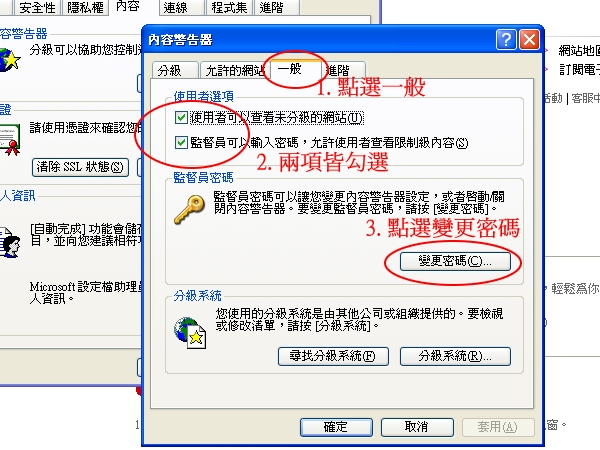 安全性 隱私權 內容 連線 程式集 進階
內容警告器
分級可以協助您控制
憑證
請使用憑證來確認您的
清除 SSL 狀態(S)
個人資訊
[自動完成] 功能會儲存
目，並向您建議相符
Microsoft 設定檔助理員
人資訊。
內容警告器
分級 允許的網站 一般 進階
1. 點選一般
使用者選項
使用者可以查看未分級的網站(U)
監督員可以輸入密碼，允許使用者查看限制級內容(S)
2. 兩項皆勾選
監督員密碼
監督員密碼可以讓您變更內容警告器設定，或者啓動/關
閉內容警告器。要變更監督員密碼，請按 [變更密碼]。
3. 點選變更密碼
變更密碼(C)...
分級系統
您使用的分級系統是由其他公司或組織提供的。要檢視
或修改清單，請按 [分級系統]。
尋找分級系統(F) 分級系統(R)...
確定 取消 套用(A)
網站地圖
訂閱電子
活動 | 客服中
，輕鬆為你
窗。